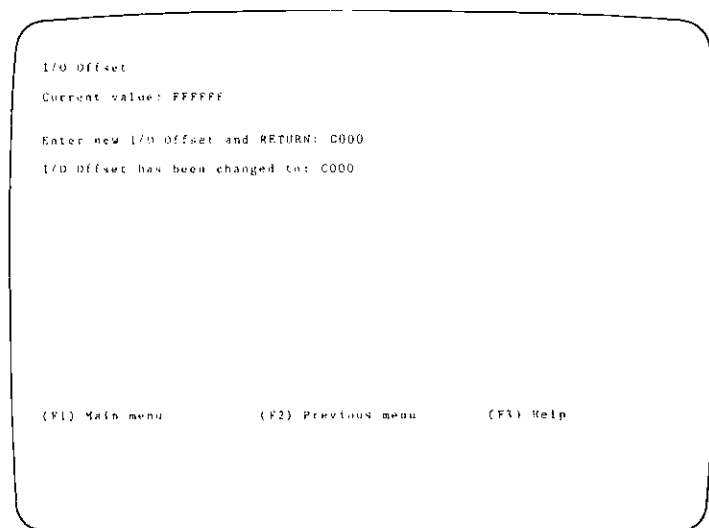 I/O Offset
Current value: FFFFFF
Enter new I/O Offset and RETURN: C000
I/O Offset has been changed to: C000
(F1) Main menu (F2) Previous menu (F3) Help